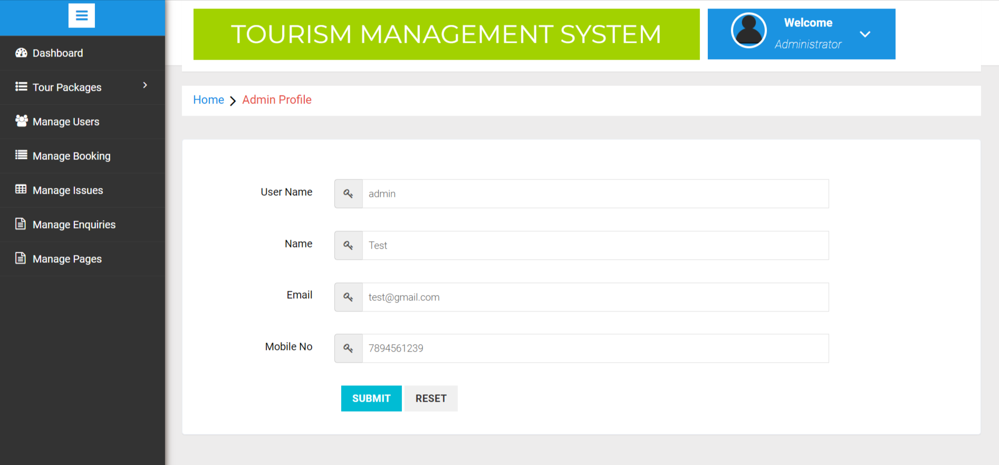 TOURISM MANAGEMENT SYSTEM
Welcome
Administrator
Dashboard
Tour Packages
Manage Users
Manage Booking
Manage Issues
Manage Enquiries
Manage Pages
Home > Admin Profile
User Name admin
Name Test
Email test@gmail.com
Mobile No 7894561239
SUBMIT RESET